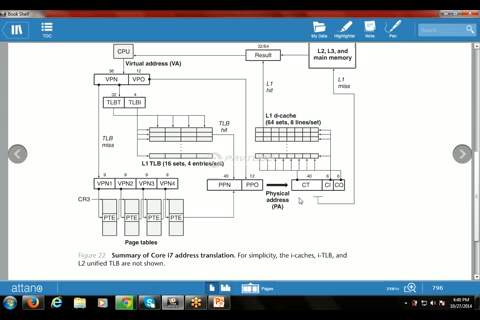 Book Shelf
TOC
My Data
Highlighter
Note
Pen
Search
CPU
32/64
Result
L2, L3, and
main memory
Virtual address (VA)
36 12
VPN VPO
L1
hit
L1
miss
32 4
TLBT TLBI
TLB
miss
TLB
hit
L1 d-cache
(64 sets, 8 lines/set)
L1 TLB (16 sets, 4 entries/set)
9 9 9 9
VPN1 VPN2 VPN3 VPN4
40 12
PPN PPO
40 6 6
CT CI CO
Physical
address
(PA)
CR3
PTE PTE PTE PTE
Page tables
Figure 22 Summary of Core i7 address translation. For simplicity, the i-caches, i-TLB, and
L2 unified TLB are not shown.
attano
Pages
796
4:40 PM
10/27/2014